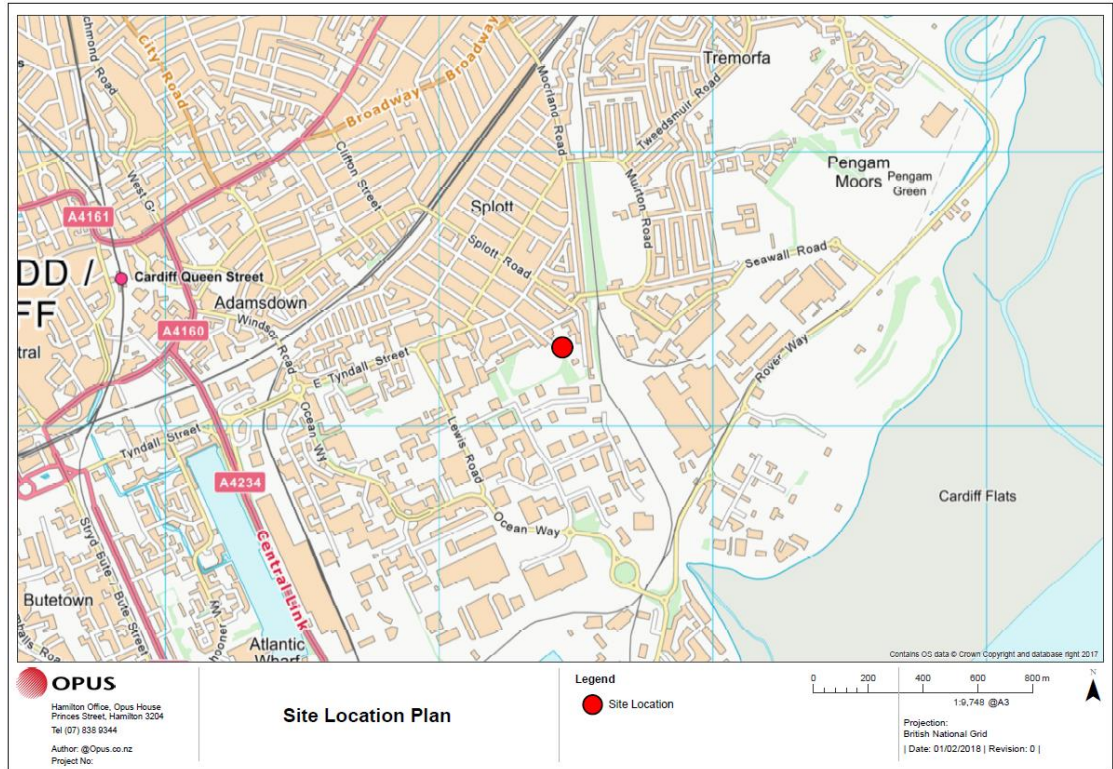 Richmond Road
City Road
Broadway
Broadway
Moorland Road
Tremorfa
Tweedsmuir Road
Clifton Street
West G
Muirton Road
Pengam
Moors
Pengam
Green
A4161
Splott
Splott Road
Seawall Road
DD /
FF
tral
Cardiff Queen Street
Adamsdown
Windsor Road
A4160
E Tyndall Street
Rover Way
Ocean Wy
Lewis Road
Tyndall Street
A4234
Ocean Way
Cardiff Flats
Central Link
Stryd Bute / Bute Street
Butetown
hooner Wy
Atlantic
Wharf
Contains OS data © Crown Copyright and database right 2017
OPUS
Hamilton Office, Opus House
Princes Street, Hamilton 3204
Tel (07) 838 9344
Author: @Opus.co.nz
Project No:
Site Location Plan
Legend
Site Location
0 200 400 600 800 m
1:9,748 @A3
N
Projection:
British National Grid
| Date: 01/02/2018 | Revision: 0 |